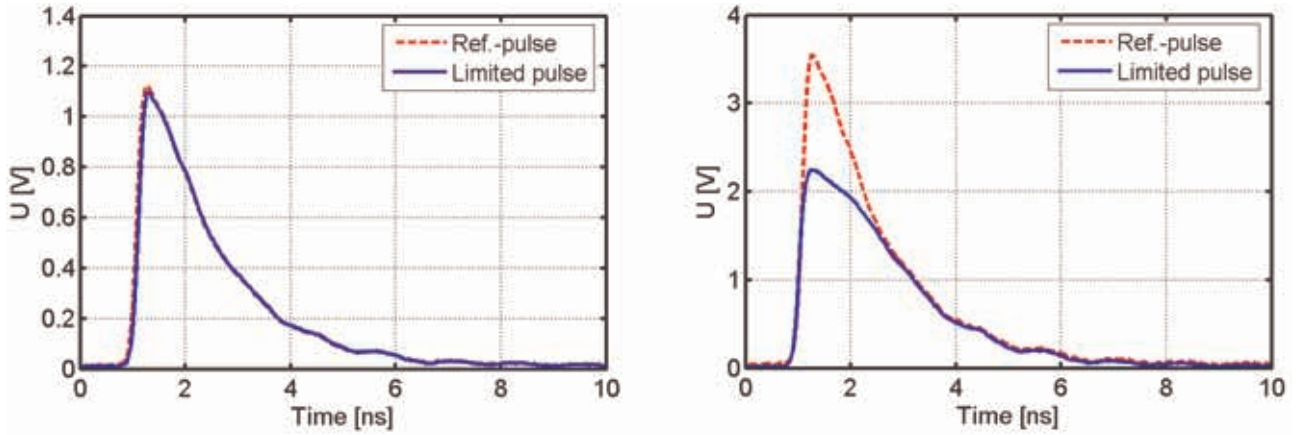 1.4
1.2
1
0.8
0.6
0.4
0.2
0
U [V]
Ref.-pulse
Limited pulse
0 2 4 6 8 10
Time [ns]
4
3
2
1
0
U [V]
Ref.-pulse
Limited pulse
0 2 4 6 8 10
Time [ns]